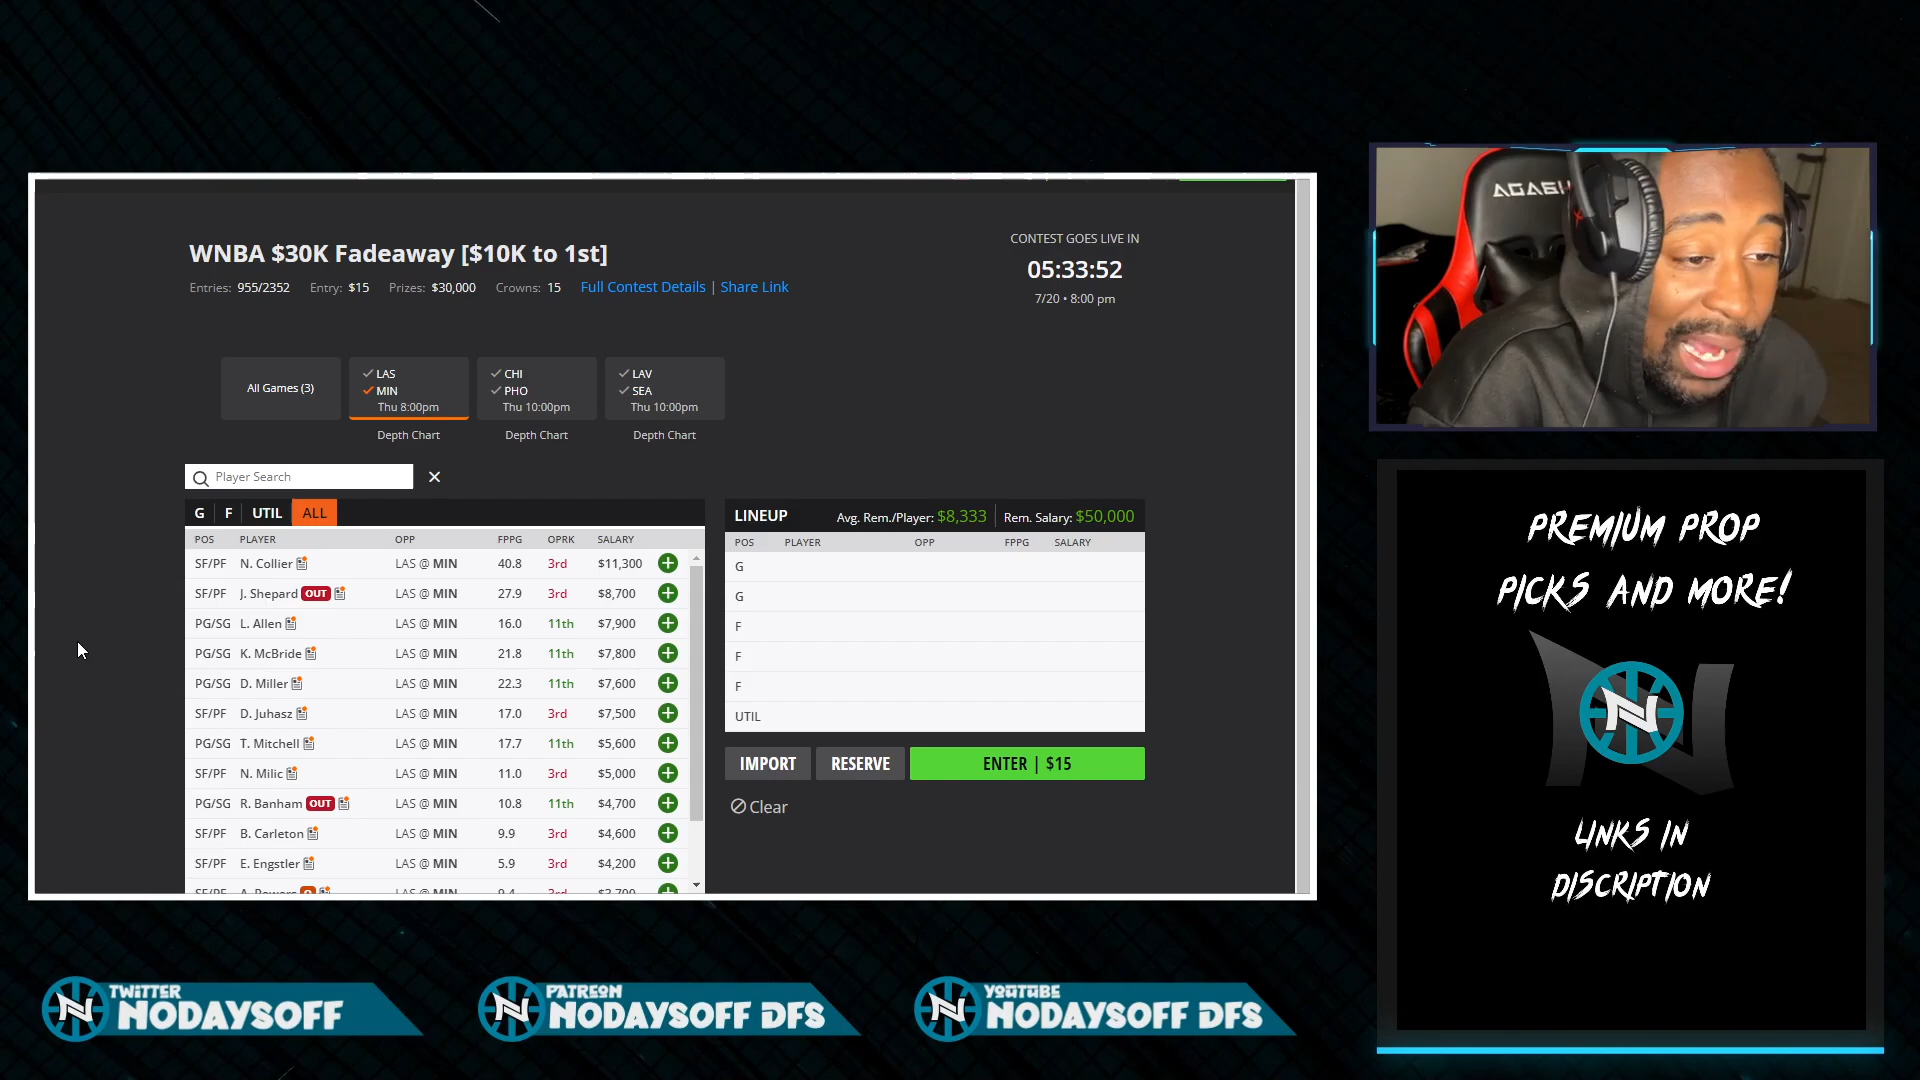 WNBA $30K Fadeaway [$10K to 1st]
Entries: 955/2352 Entry: $15 Prizes: $30,000 Crowns: 15 Full Contest Details | Share Link
CONTEST GOES LIVE IN
05:33:52
7/20 • 8:00 pm
All Games (3)
LAS
MIN
Thu 8:00pm
Depth Chart
CHI
PHO
Thu 10:00pm
Depth Chart
LAV
SEA
Thu 10:00pm
Depth Chart
Player Search
G F UTIL ALL
POS PLAYER OPP FPPG OPRK SALARY
SF/PF N. Collier LAS @ MIN 40.8 3rd $11,300
SF/PF J. Shepard OUT LAS @ MIN 27.9 3rd $8,700
PG/SG L. Allen LAS @ MIN 16.0 11th $7,900
PG/SG K. McBride LAS @ MIN 21.8 11th $7,800
PG/SG D. Miller LAS @ MIN 22.3 11th $7,600
SF/PF D. Juhasz LAS @ MIN 17.0 3rd $7,500
PG/SG T. Mitchell LAS @ MIN 17.7 11th $5,600
SF/PF N. Milic LAS @ MIN 11.0 3rd $5,000
PG/SG R. Banham OUT LAS @ MIN 10.8 11th $4,700
SF/PF B. Carleton LAS @ MIN 9.9 3rd $4,600
SF/PF E. Engstler LAS @ MIN 5.9 3rd $4,200
SF/PF A. Powers Q LAS @ MIN 9.4 3rd $3,700
LINEUP Avg. Rem./Player: $8,333 Rem. Salary: $50,000
POS PLAYER OPP FPPG SALARY
G
G
F
F
F
UTIL
IMPORT RESERVE ENTER | $15
Clear
AGASH
PREMIUM PROP
PICKS AND MORE!
N
LINKS IN
DISCRIPTION
TWITTER
NODAYSOFF
PATREON
NODAYSOFF DFS
YOUTUBE
NODAYSOFF DFS